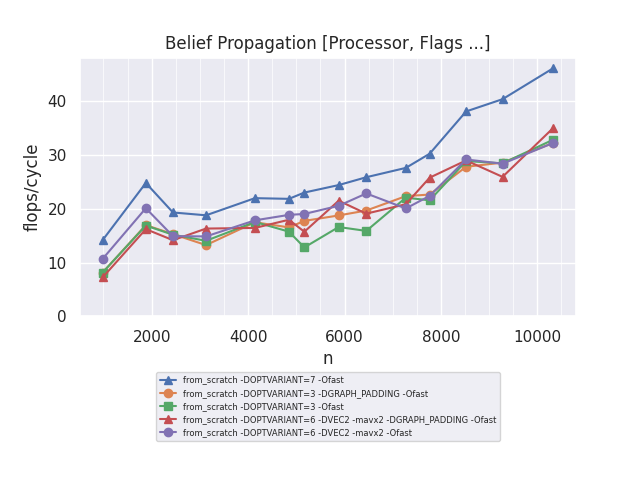 Belief Propagation [Processor, Flags ...]
flops/cycle
40
30
20
10
0
2000 4000 6000 8000 10000
n
from_scratch -DOPTVARIANT=7 -Ofast
from_scratch -DOPTVARIANT=3 -DGRAPH_PADDING -Ofast
from_scratch -DOPTVARIANT=3 -Ofast
from_scratch -DOPTVARIANT=6 -DVEC2 -mavx2 -DGRAPH_PADDING -Ofast
from_scratch -DOPTVARIANT=6 -DVEC2 -mavx2 -Ofast